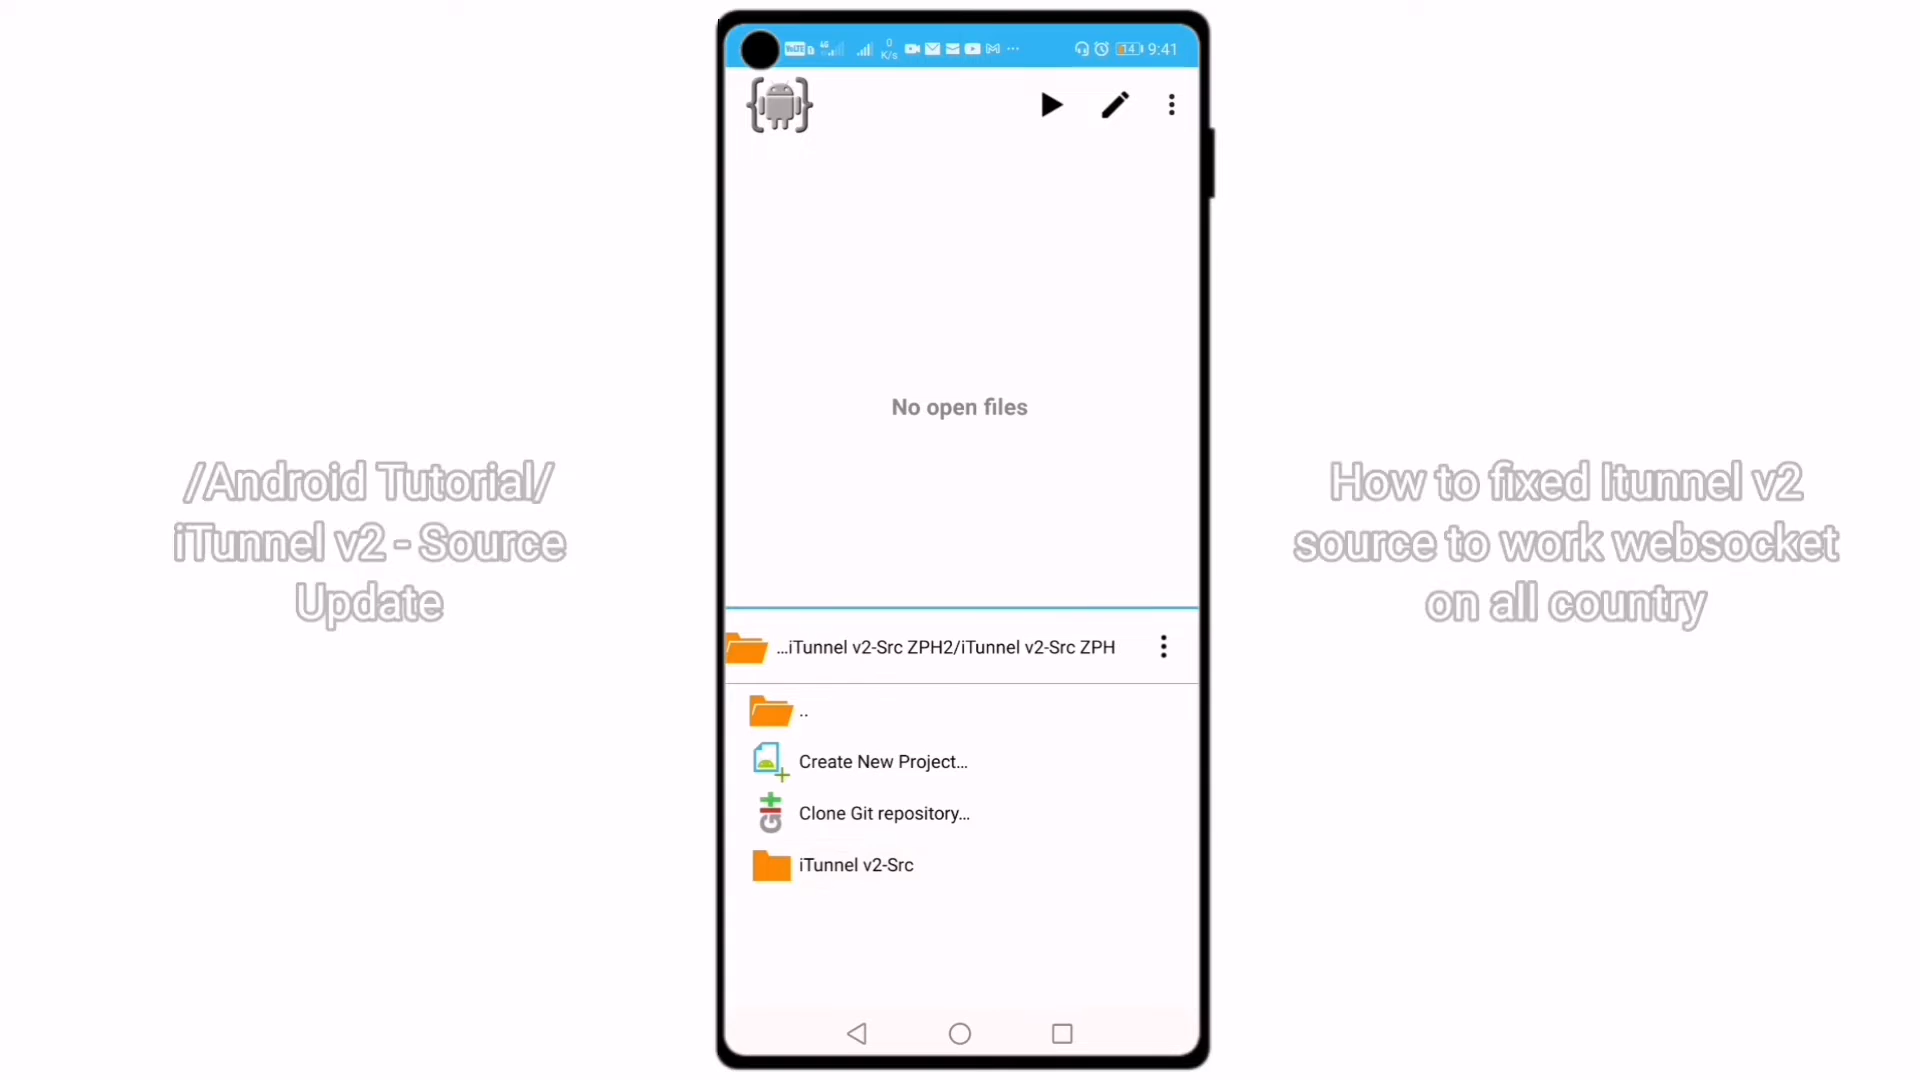 0
K/s
14
9:41
No open files
/Android Tutorial/
iTunnel v2 - Source
Update
How to fixed Itunnel v2
source to work websocket
on all country
...iTunnel v2-Src ZPH2/iTunnel v2-Src ZPH
..
Create New Project...
Clone Git repository...
iTunnel v2-Src